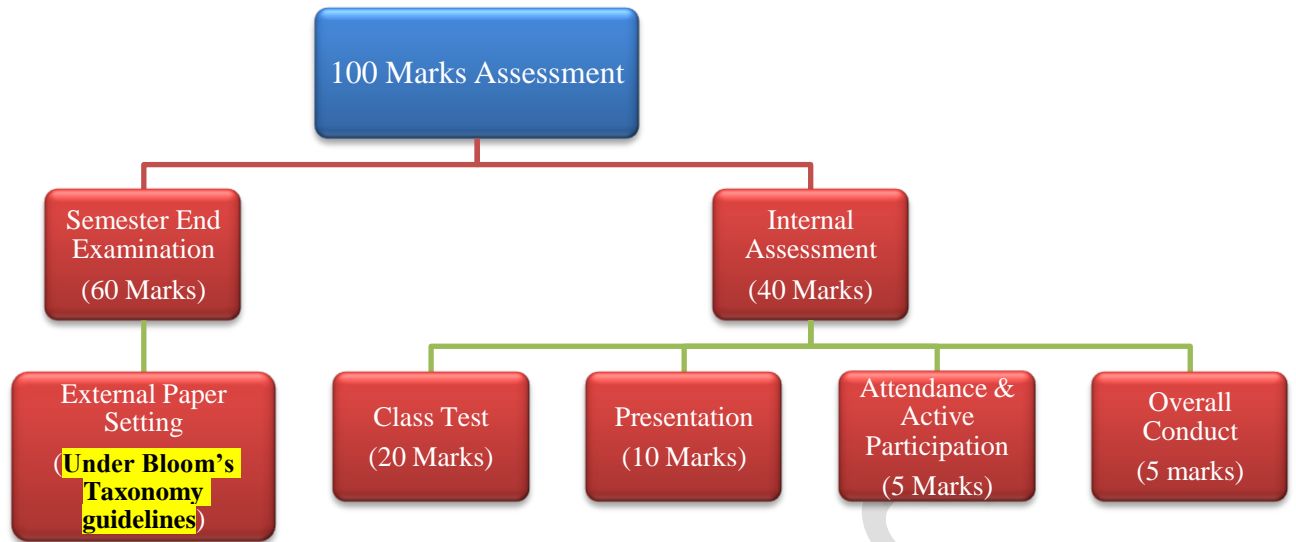 100 Marks Assessment
Semester End
Examination
(60 Marks)
Internal
Assessment
(40 Marks)
External Paper
Setting
(Under Bloom's
Taxonomy
guidelines)
Class Test
(20 Marks)
Presentation
(10 Marks)
Attendance &
Active
Participation
(5 Marks)
Overall
Conduct
(5 marks)